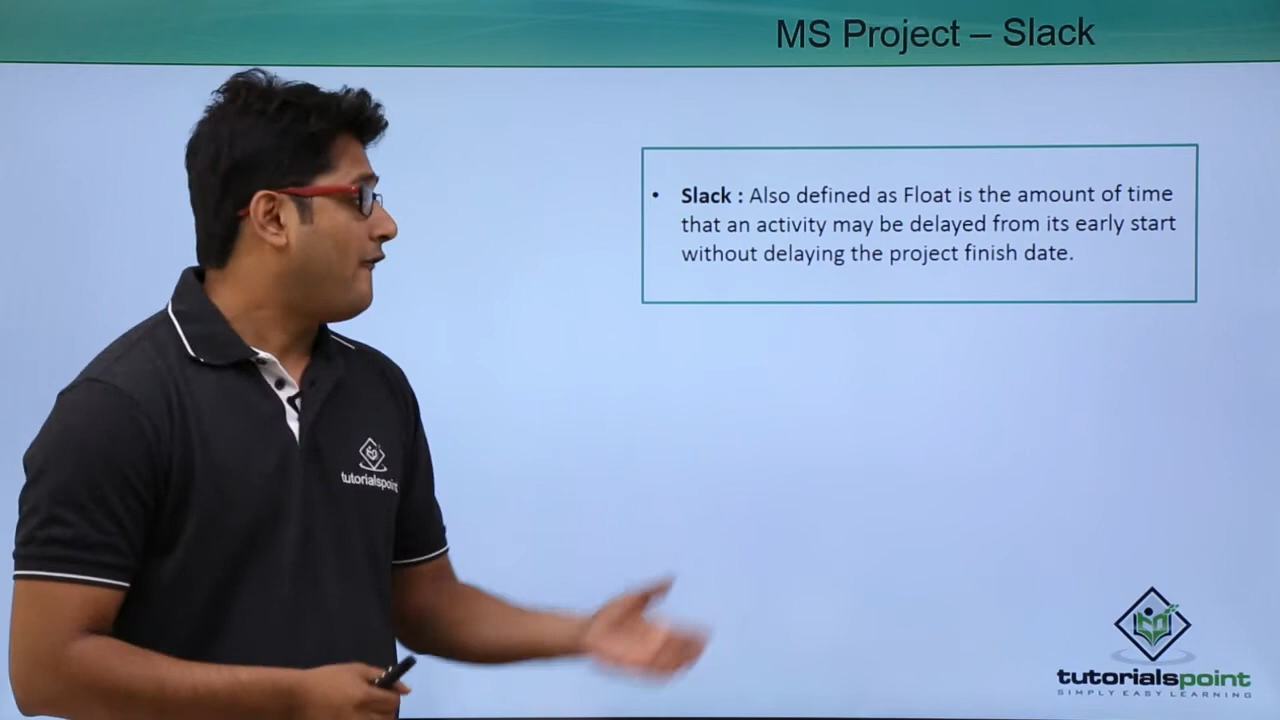 MS Project – Slack
• Slack : Also defined as Float is the amount of time
that an activity may be delayed from its early start
without delaying the project finish date.
tutorialspoint
tutorialspoint
SIMPLY EASY LEARNING